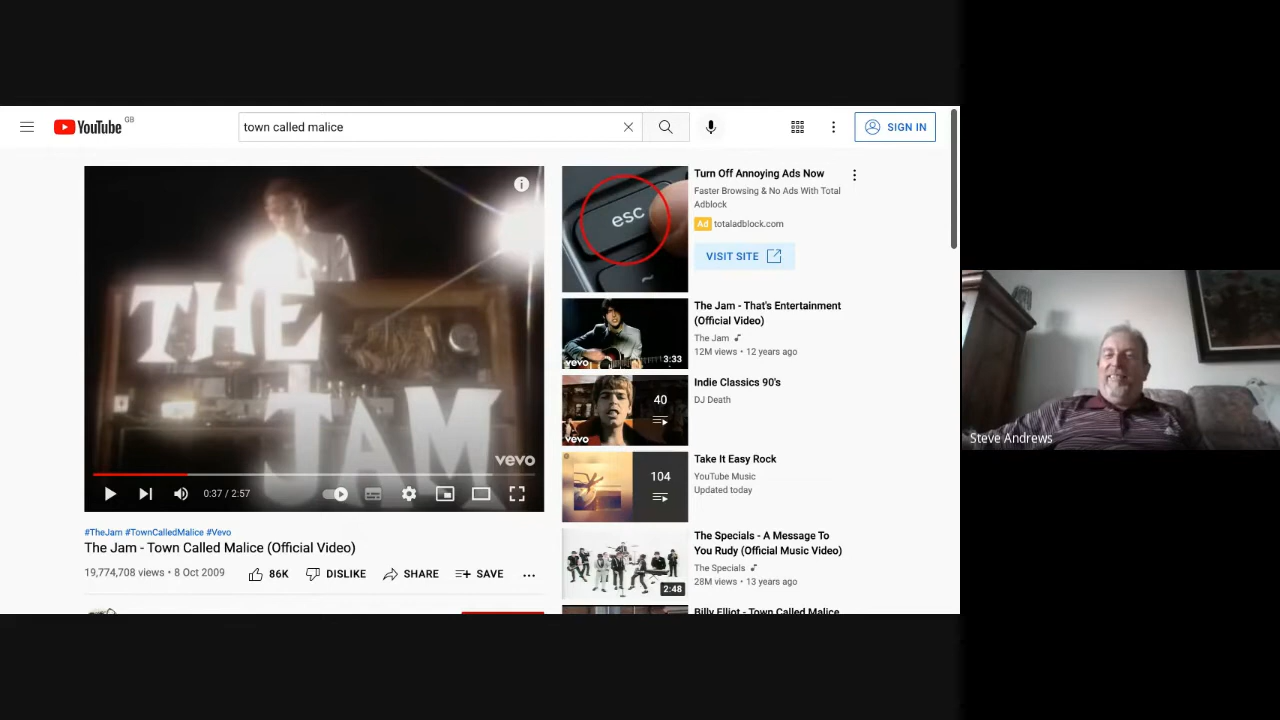 YouTube GB
town called malice
SIGN IN
THE
JAM
vevo
0:37 / 2:57
#TheJam #TownCalledMalice #Vevo
The Jam - Town Called Malice (Official Video)
19,774,708 views • 8 Oct 2009
86K
DISLIKE
SHARE
SAVE
esc
Turn Off Annoying Ads Now
Faster Browsing & No Ads With Total
Adblock
Ad totaladblock.com
VISIT SITE
vevo
3:33
The Jam - That's Entertainment
(Official Video)
The Jam
12M views • 12 years ago
40
vevo
Indie Classics 90's
DJ Death
104
Take It Easy Rock
YouTube Music
Updated today
2:48
The Specials - A Message To
You Rudy (Official Music Video)
The Specials
28M views • 13 years ago
Billy Elliot - Town Called Malice
Steve Andrews